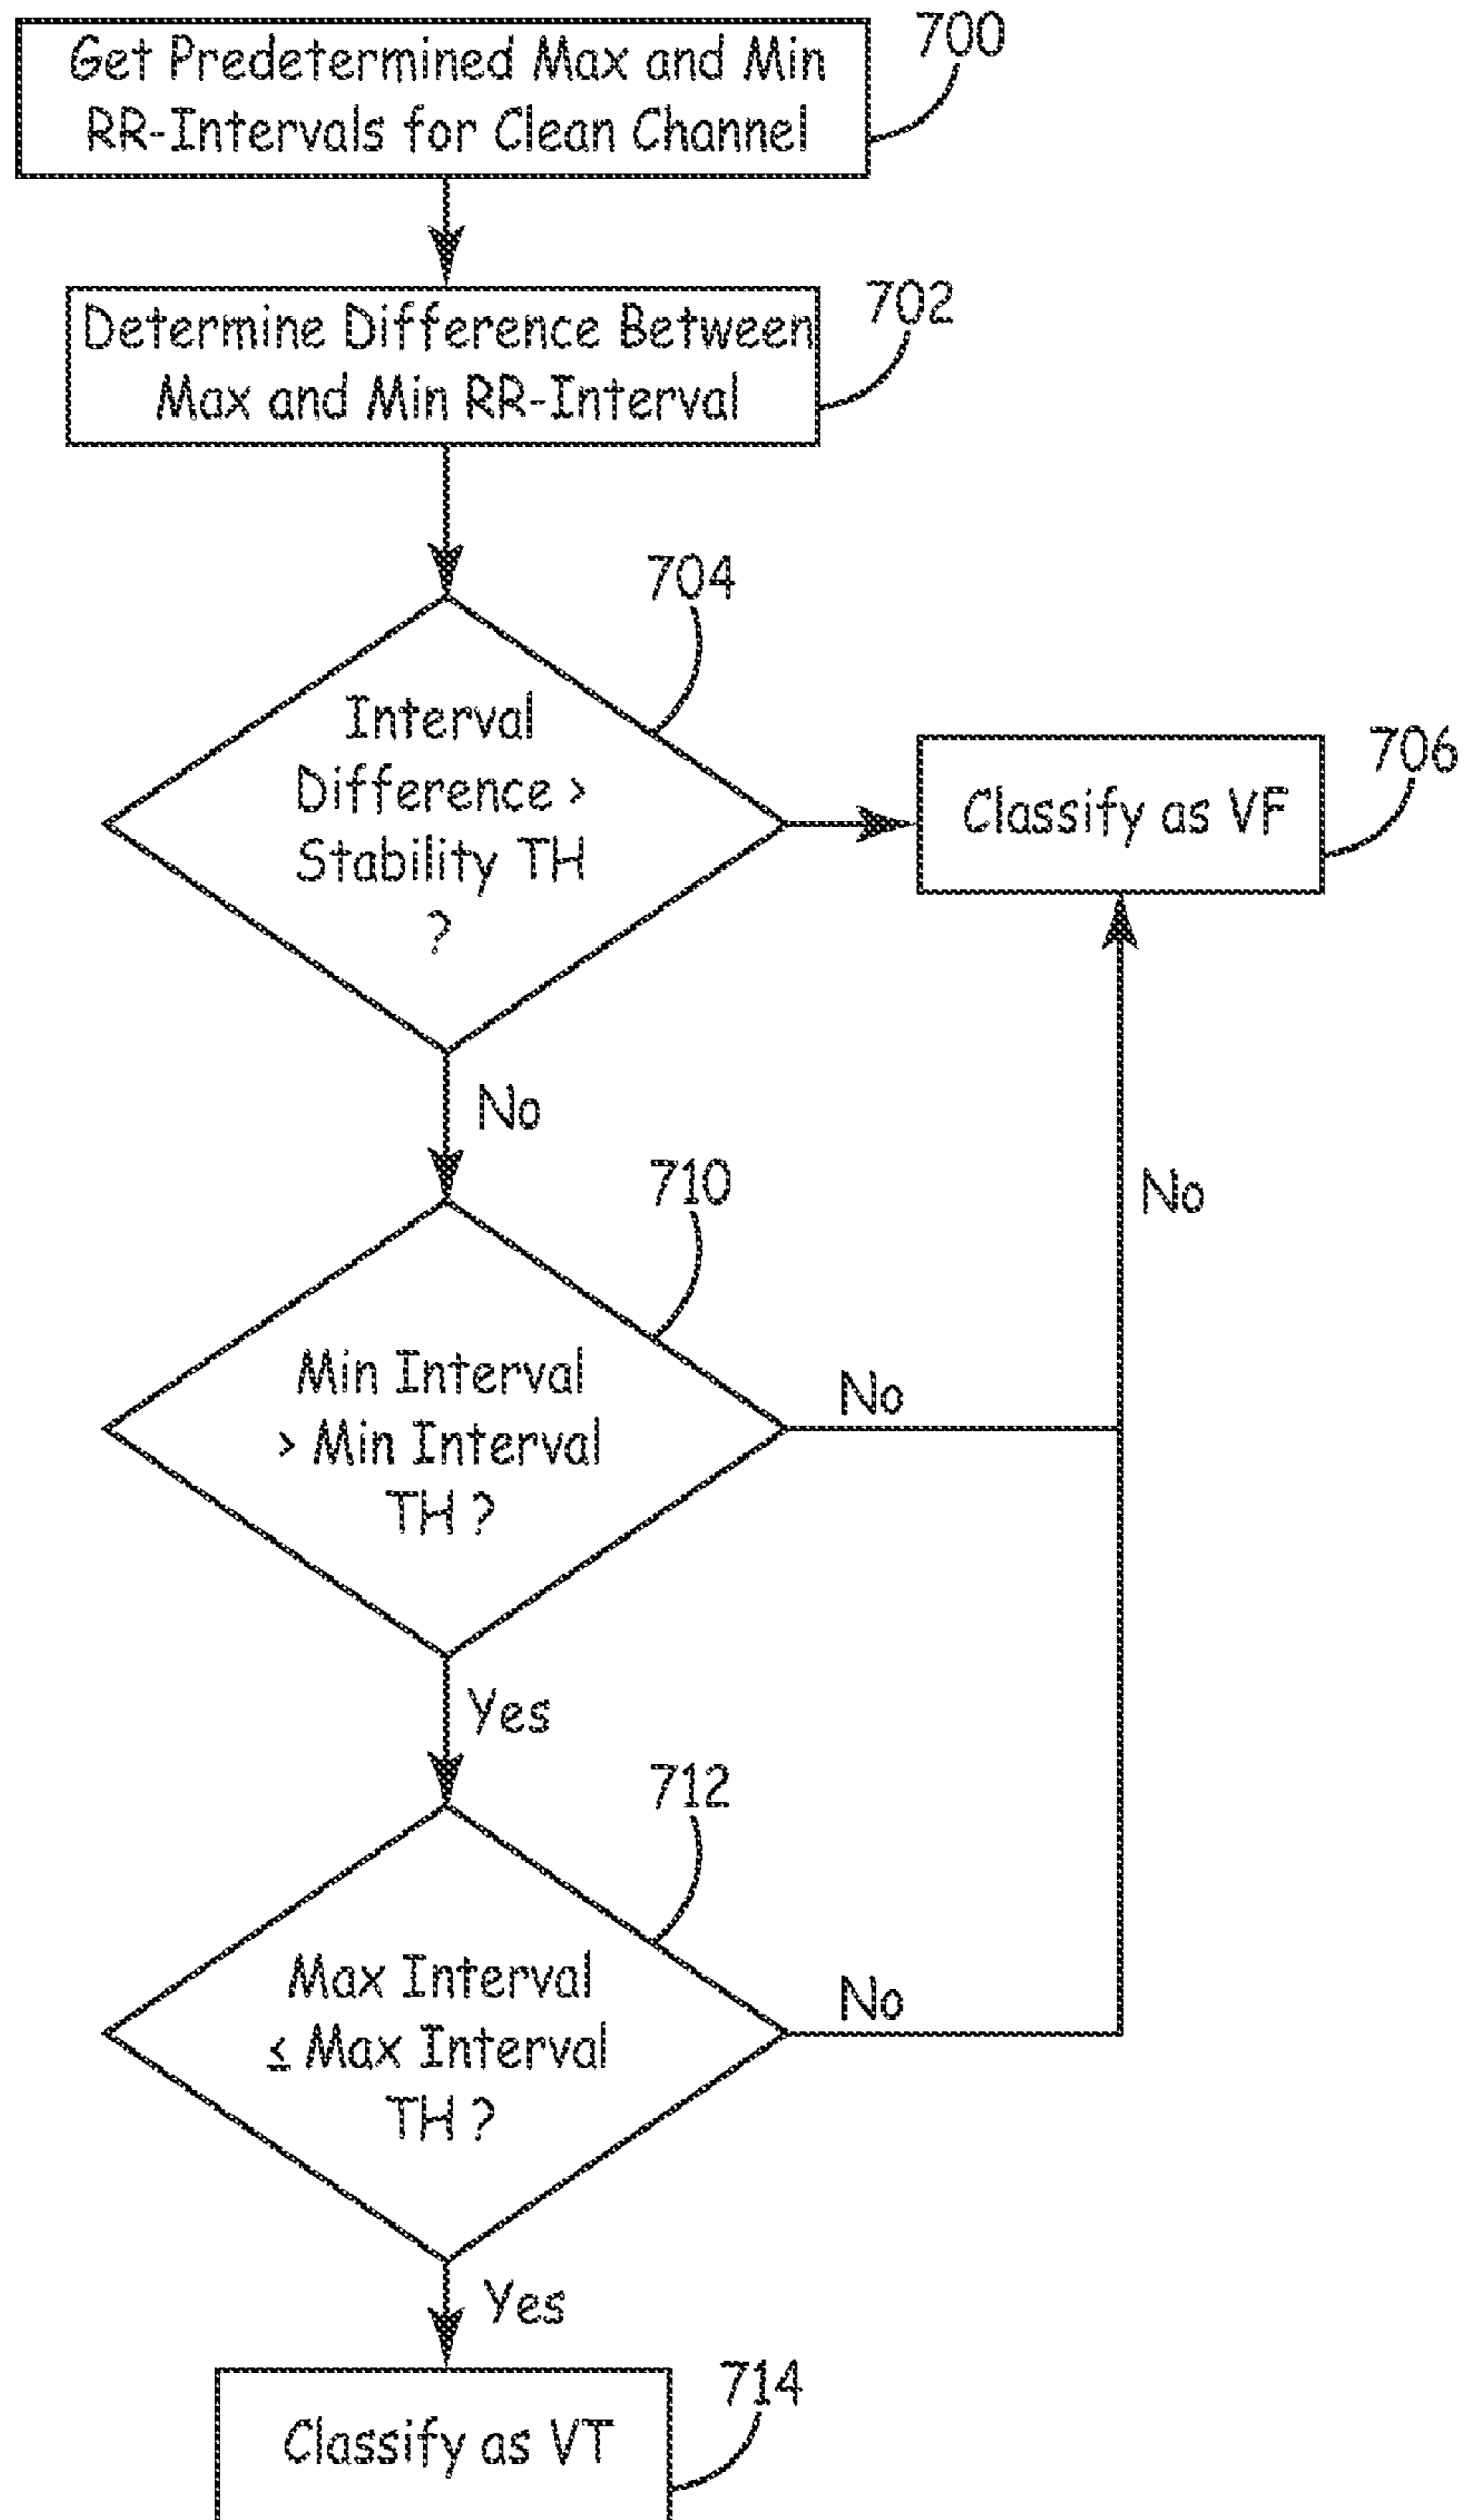 Get Predetermined Max and Min
RR-Intervals for Clean Channel
700
Determine Difference Between
Max and Min RR-Interval
702
704
Interval
Difference >
Stability TH
?
706
Classify as VF
No
710
No
Min Interval
> Min Interval
TH ?
No
Yes
712
Max Interval
≤ Max Interval
TH ?
No
Yes
714
Classify as VT